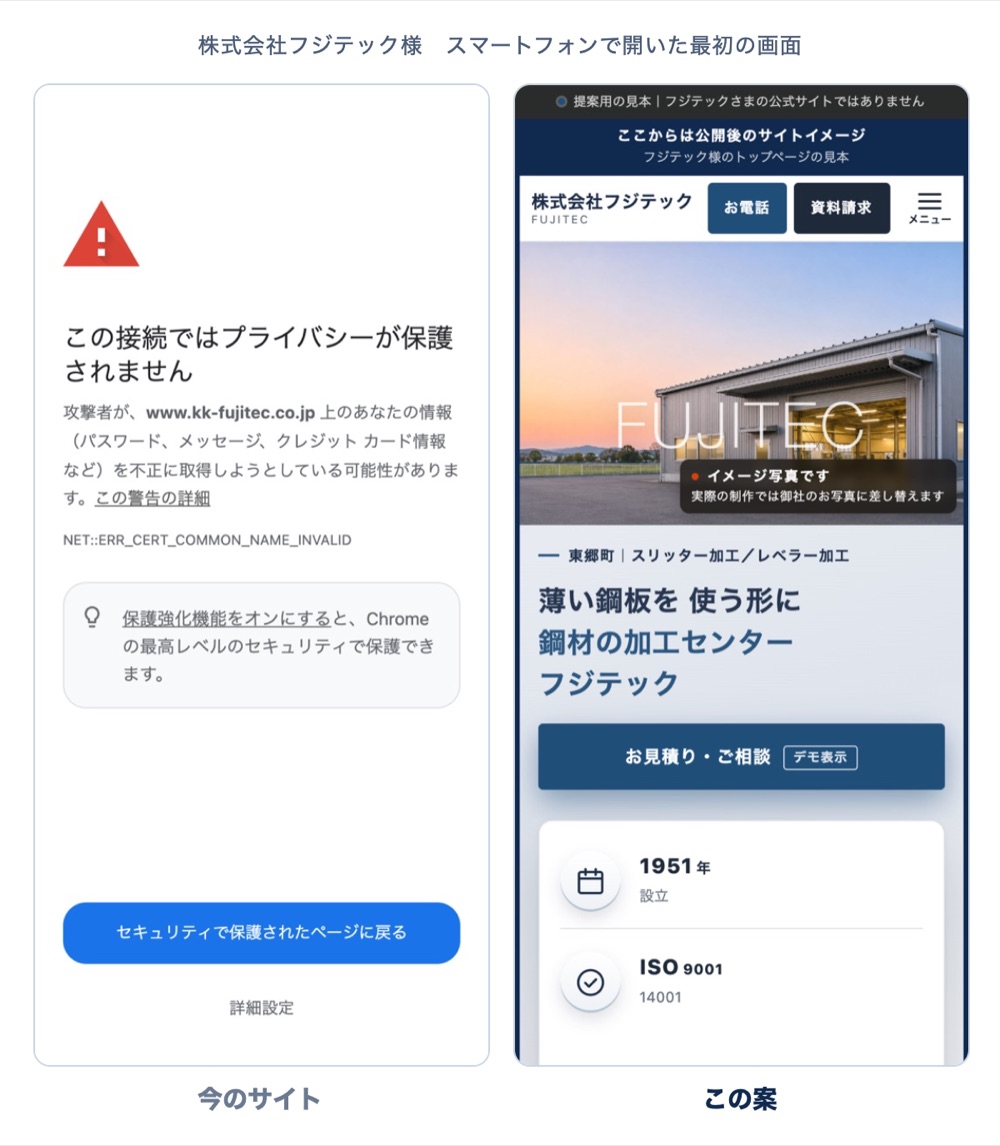 株式会社フジテック様　スマートフォンで開いた最初の画面
この接続ではプライバシーが保護
されません
攻撃者が、www.kk-fujitec.co.jp 上のあなたの情報
（パスワード、メッセージ、クレジット カード情報
など）を不正に取得しようとしている可能性がありま
す。この警告の詳細
NET::ERR_CERT_COMMON_NAME_INVALID
保護強化機能をオンにすると、Chrome
の最高レベルのセキュリティで保護でき
ます。
セキュリティで保護されたページに戻る
詳細設定
今のサイト
提案用の見本｜フジテックさまの公式サイトではありません
ここからは公開後のサイトイメージ
フジテック様のトップページの見本
株式会社フジテック
FUJITEC
お電話
資料請求
メニュー
FUJITEC
イメージ写真です
実際の制作では御社のお写真に差し替えます
東郷町｜スリッター加工／レベラー加工
薄い鋼板を 使う形に
鋼材の加工センター
フジテック
お見積り・ご相談 デモ表示
1951年
設立
ISO 9001
14001
この案